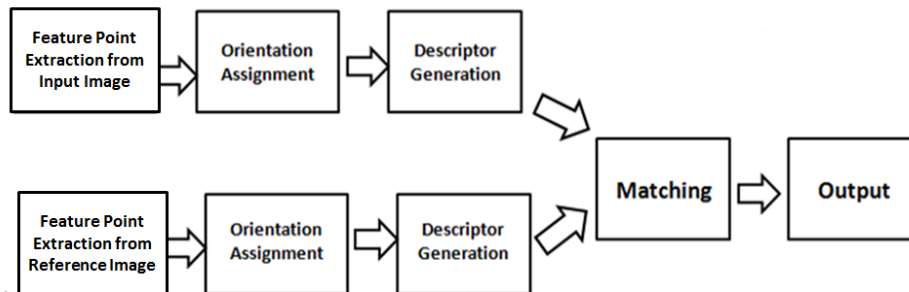 Feature Point
Extraction from
Input Image
Orientation
Assignment
Descriptor
Generation
Matching
Output
Feature Point
Extraction from
Reference Image
Orientation
Assignment
Descriptor
Generation